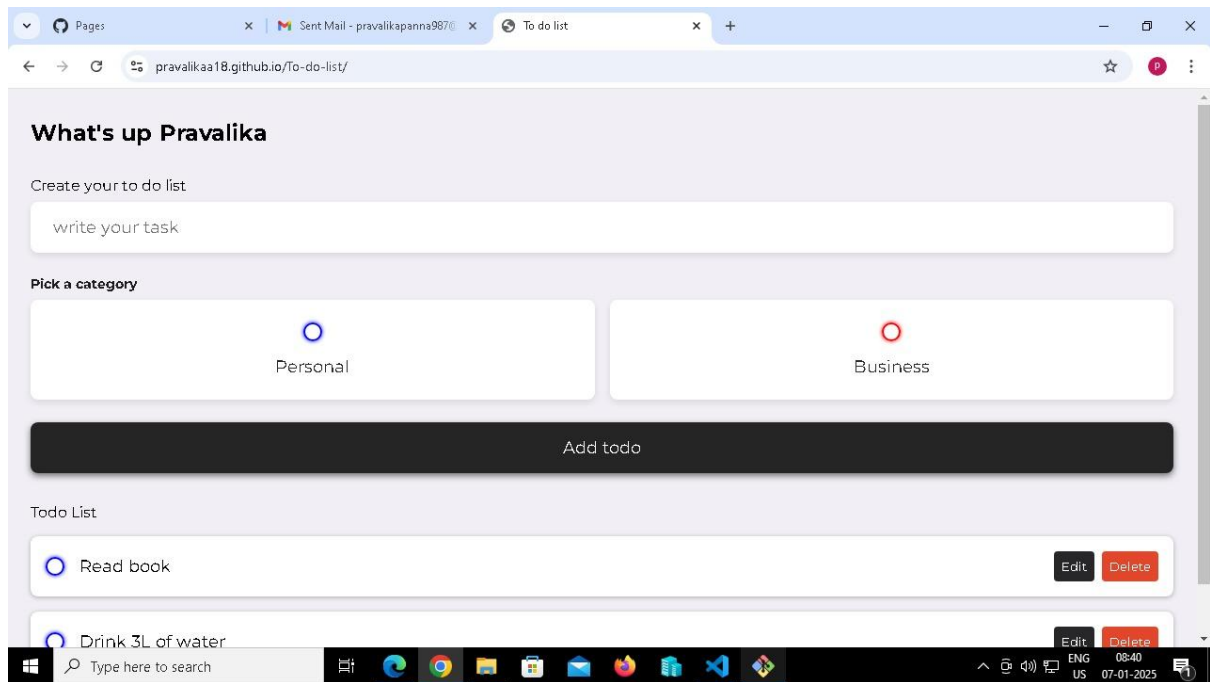 Pages
Sent Mail - pravalikapanna987@
To do list
pravalikaa18.github.io/To-do-list/
P
What's up Pravalika
Create your to do list
write your task
Pick a category
Personal
Business
Add todo
Todo List
Read book
Edit
Delete
Drink 3L of water
Edit
Delete
Type here to search
ENG
US
08:40
07-01-2025
1